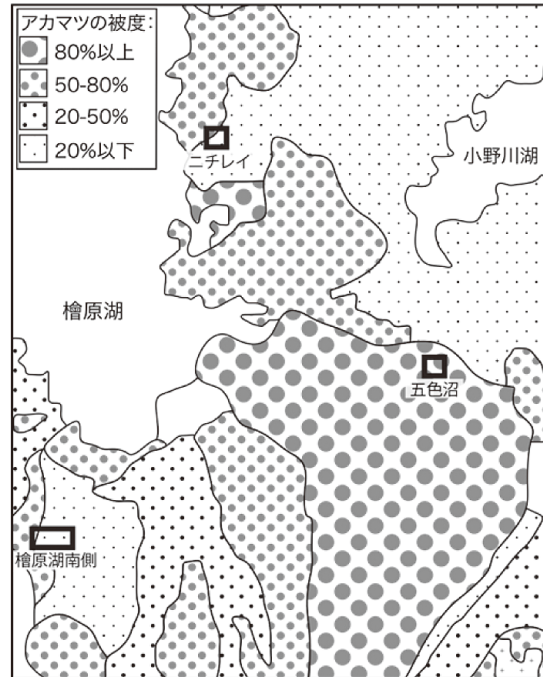 アカマツの被度：
80%以上
50-80%
20-50%
20%以下
ニチレイ
小野川湖
檜原湖
五色沼
檜原湖南側